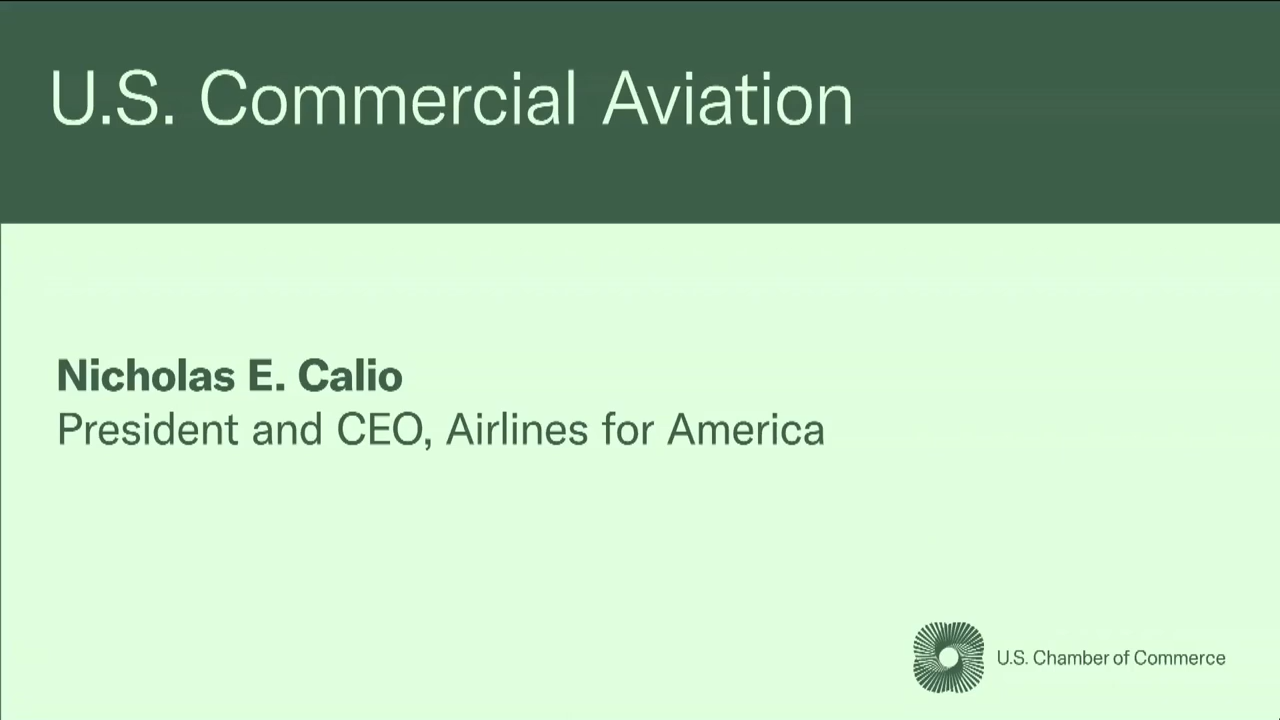 U.S. Commercial Aviation
Nicholas E. Calio
President and CEO, Airlines for America
U.S. Chamber of Commerce